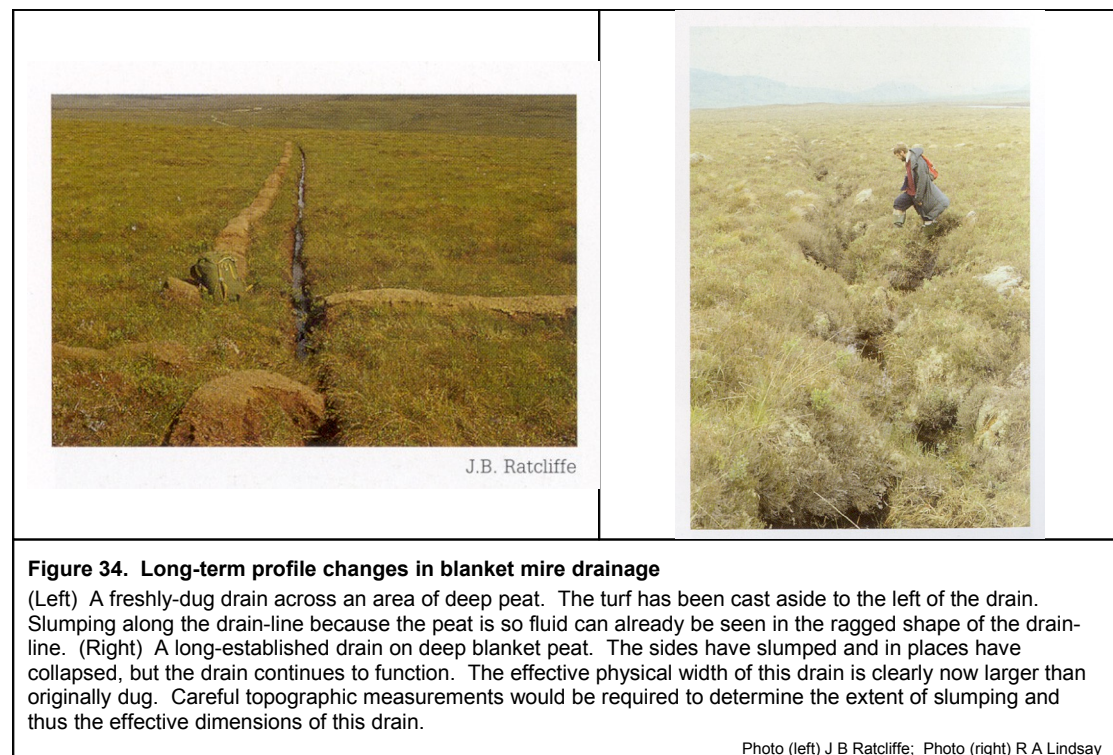 J.B. Ratcliffe
Figure 34.  Long-term profile changes in blanket mire drainage
(Left)  A freshly-dug drain across an area of deep peat.  The turf has been cast aside to the left of the drain.
Slumping along the drain-line because the peat is so fluid can already be seen in the ragged shape of the drain-
line.  (Right)  A long-established drain on deep blanket peat.  The sides have slumped and in places have
collapsed, but the drain continues to function.  The effective physical width of this drain is clearly now larger than
originally dug.  Careful topographic measurements would be required to determine the extent of slumping and
thus the effective dimensions of this drain.
Photo (left) J B Ratcliffe;  Photo (right) R A Lindsay